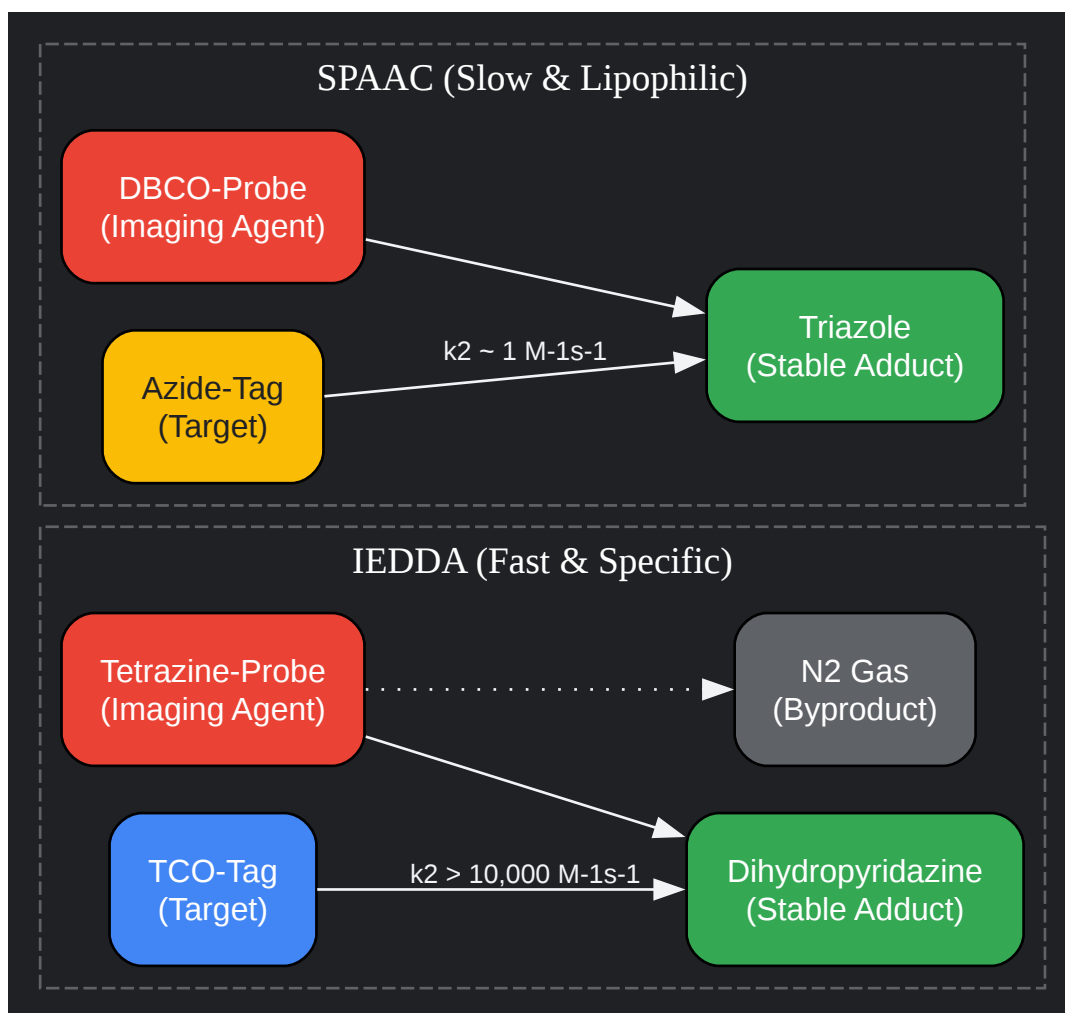 SPAAC (Slow & Lipophilic)
DBCO-Probe
(Imaging Agent)
Azide-Tag
(Target)
k2 ~ 1 M-1s-1
Triazole
(Stable Adduct)
IEDDA (Fast & Specific)
Tetrazine-Probe
(Imaging Agent)
N2 Gas
(Byproduct)
TCO-Tag
(Target)
k2 > 10,000 M-1s-1
Dihydropyridazine
(Stable Adduct)